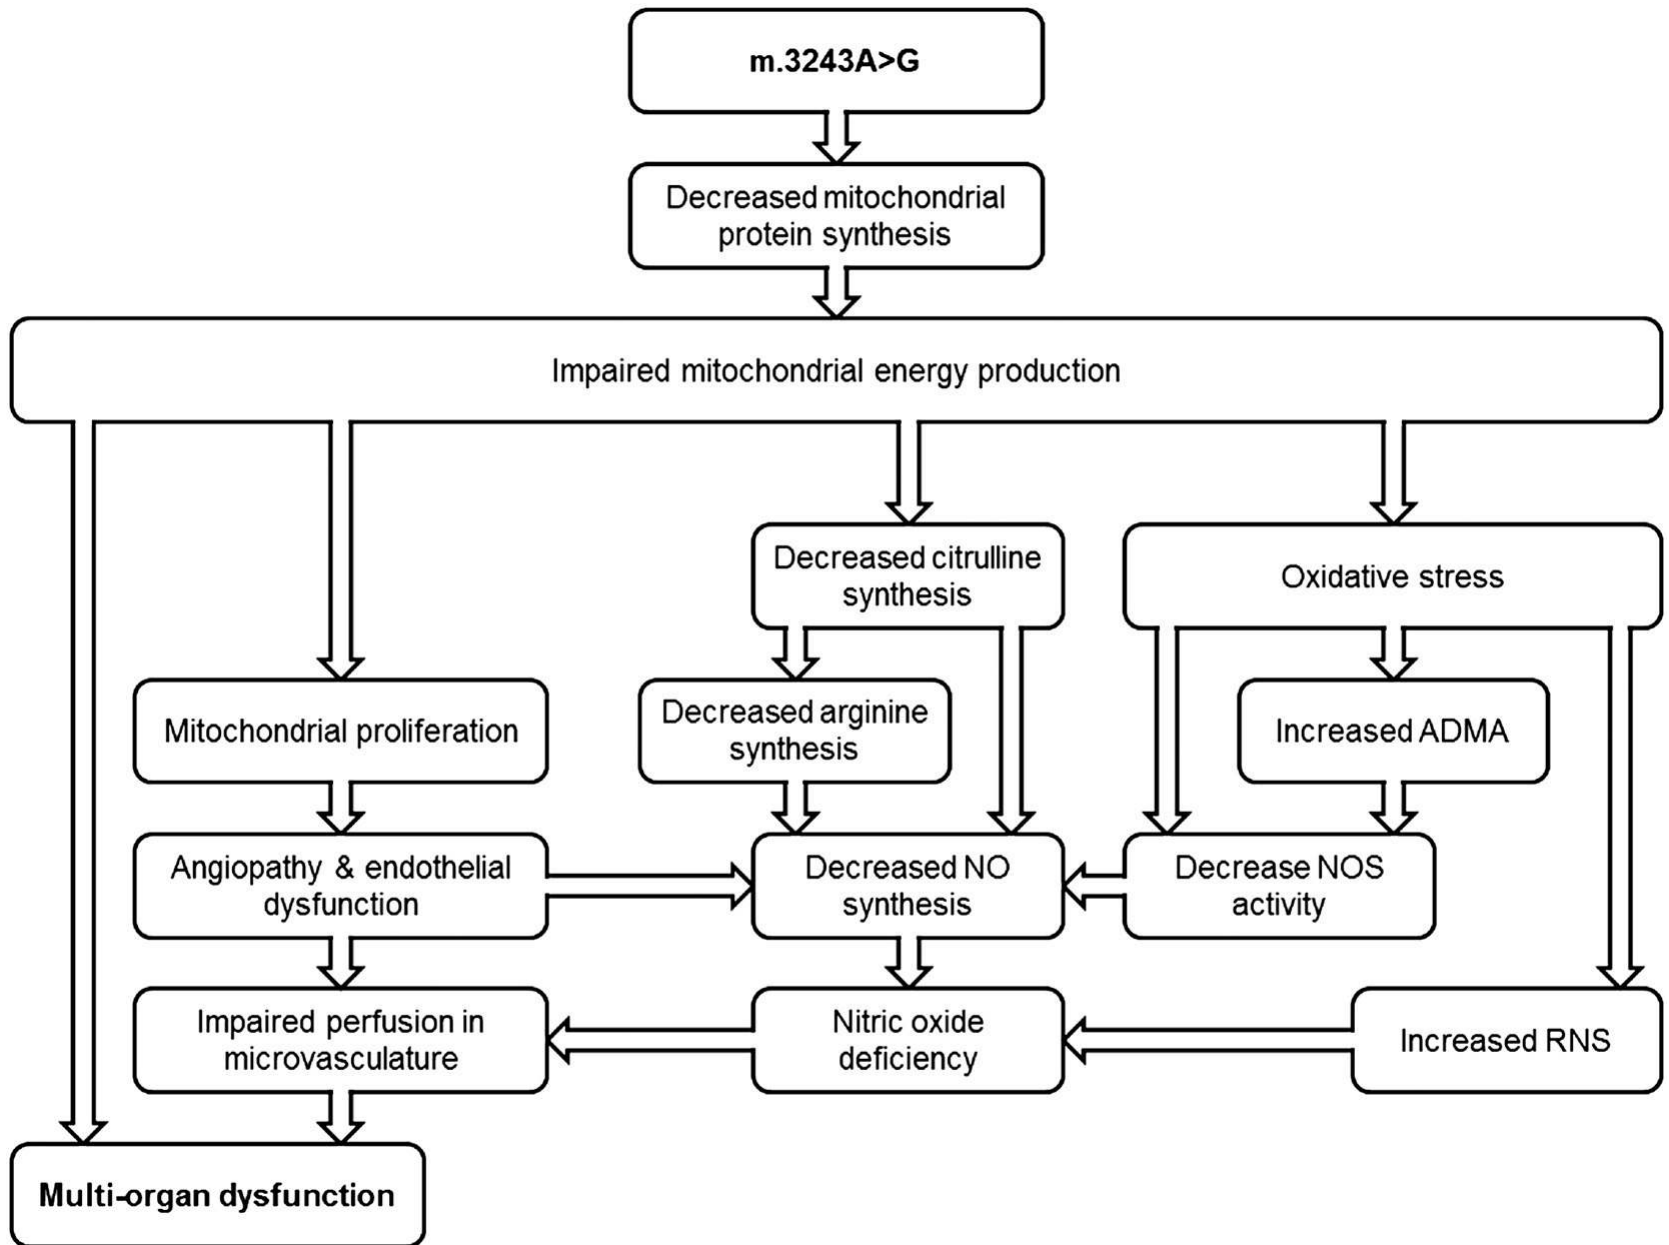 m.3243A>G
Decreased mitochondrial
protein synthesis
Impaired mitochondrial energy production
Decreased citrulline
synthesis
Oxidative stress
Mitochondrial proliferation
Decreased arginine
synthesis
Increased ADMA
Angiopathy & endothelial
dysfunction
Decreased NO
synthesis
Decrease NOS
activity
Impaired perfusion in
microvasculature
Nitric oxide
deficiency
Increased RNS
Multi-organ dysfunction